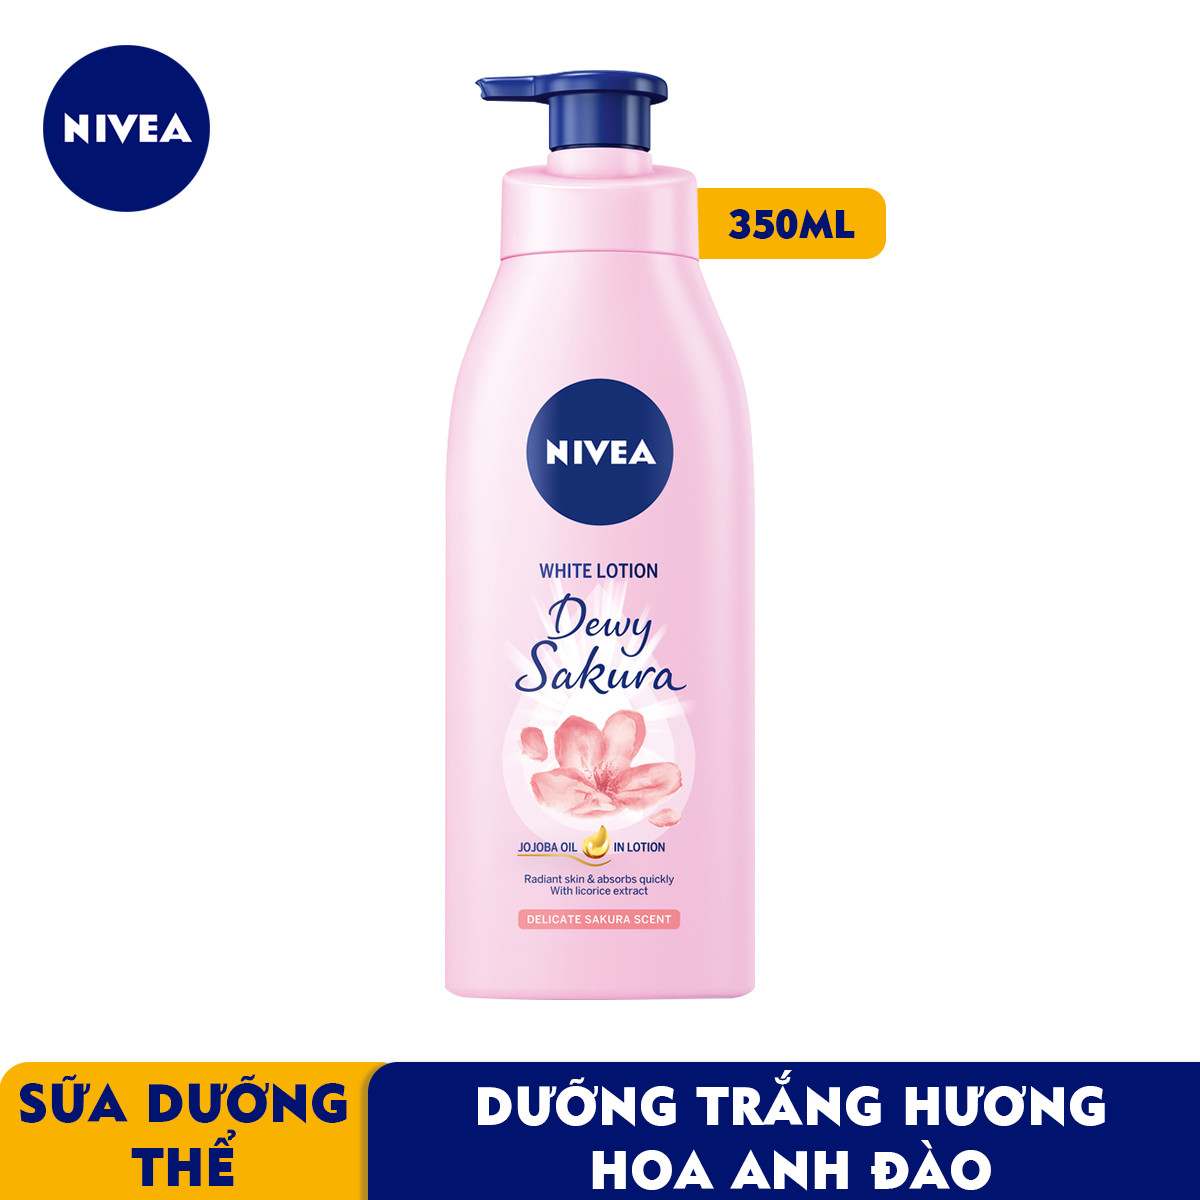 NIVEA
350ML
NIVEA
WHITE LOTION
Dewy
Sakura
JOJOBA OIL IN LOTION
Radiant skin & absorbs quickly
With licorice extract
DELICATE SAKURA SCENT
SỮA DƯỠNG
THỂ
DƯỠNG TRẮNG HƯƠNG
HOA ANH ĐÀO